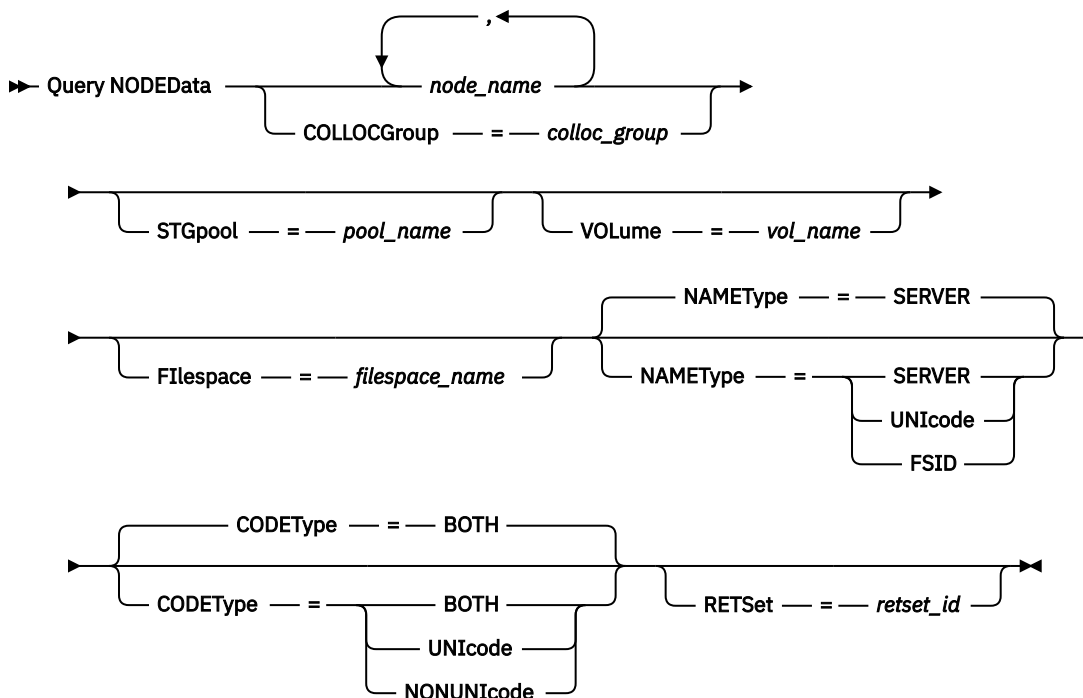 ,
Query NODEData node_name
COLLOCGroup = colloc_group
STGpool = pool_name VOLume = vol_name
NAMEType = SERVER
FIlespace = filespace_name NAMEType = SERVER
UNIcode
FSID
CODEType = BOTH
CODEType = BOTH RETSet = retset_id
UNIcode
NONUNIcode